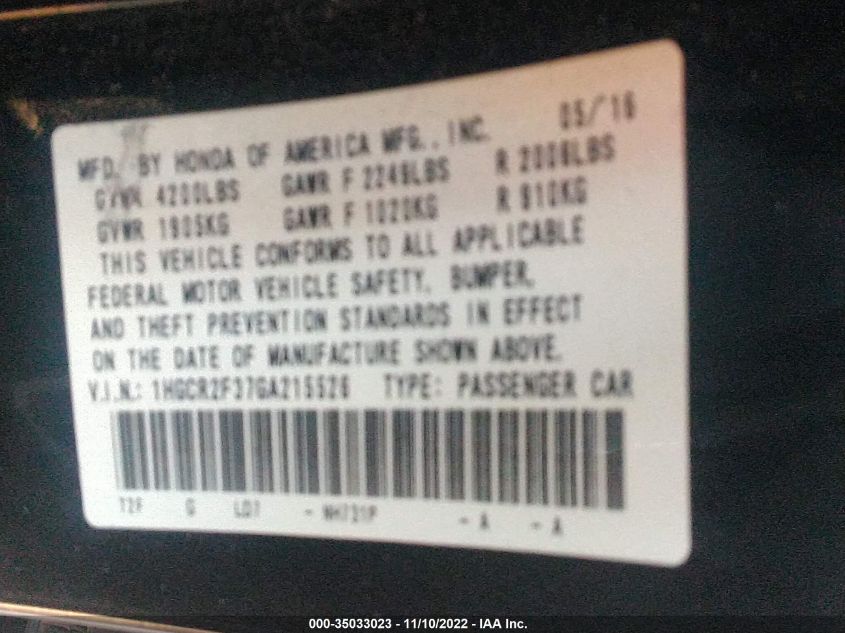 05/16
MFD. BY HONDA OF AMERICA MFG., INC.
GVWR 4200LBS GAWR F 2249LBS R 2006LBS
GVWR 1905KG GAWR F 1020KG R 910KG
THIS VEHICLE CONFORMS TO ALL APPLICABLE
FEDERAL MOTOR VEHICLE SAFETY, BUMPER,
AND THEFT PREVENTION STANDARDS IN EFFECT
ON THE DATE OF MANUFACTURE SHOWN ABOVE.
V.I.N.: 1HGCR2F37GA215526 TYPE: PASSENGER CAR
T2F G L07 - NH731P - A - A
000-35033023 - 11/10/2022 - IAA Inc.